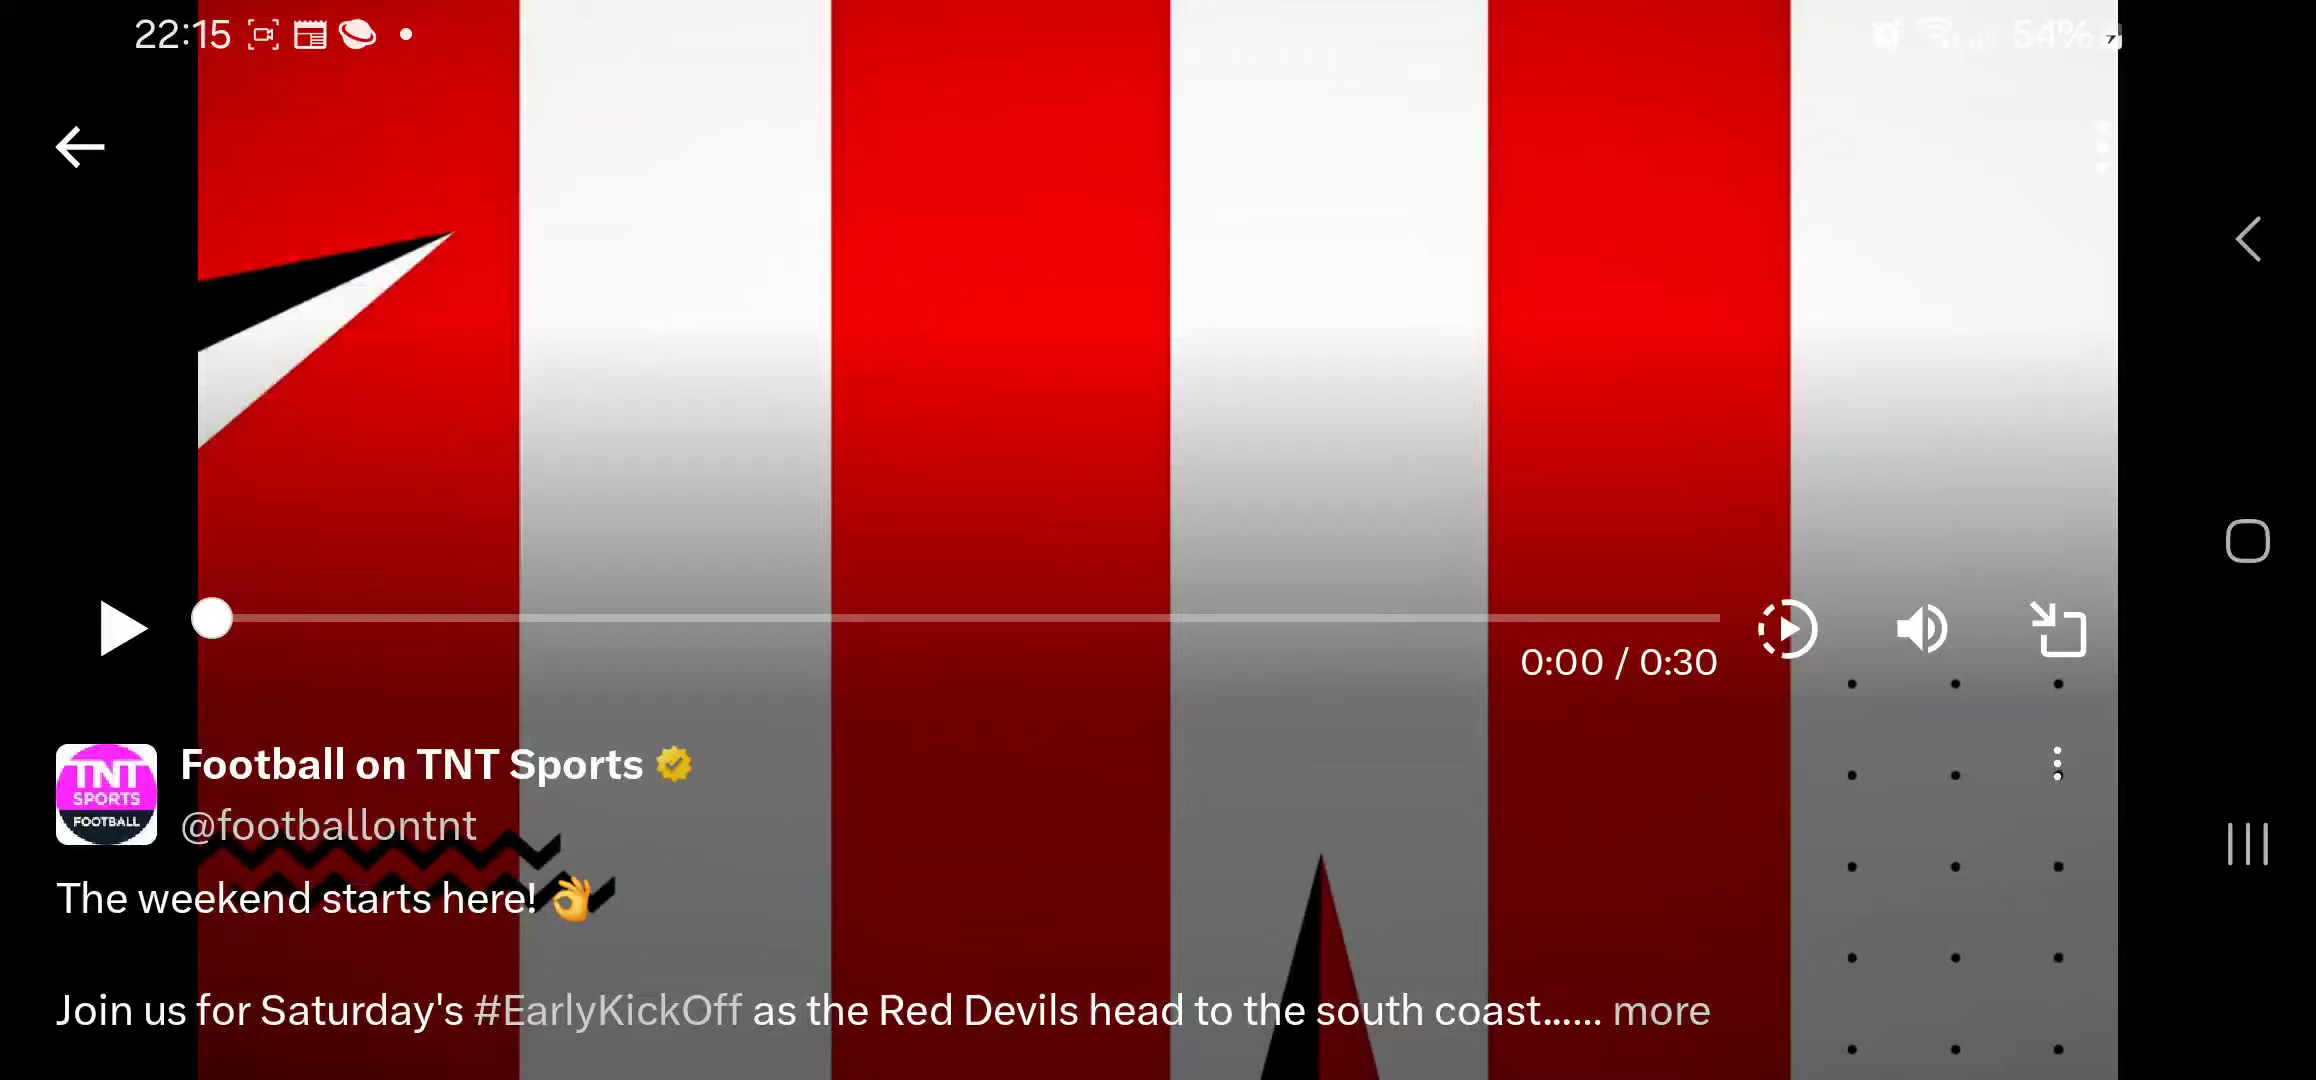 22:15
54%
0:00 / 0:30
TNT
SPORTS
FOOTBALL
Football on TNT Sports
@footballontnt
The weekend starts here! 👌
Join us for Saturday's #EarlyKickOff as the Red Devils head to the south coast...... more